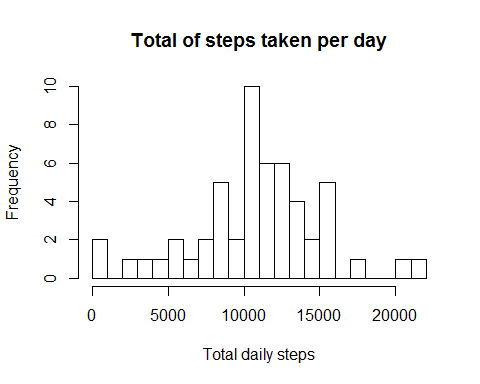 Total of steps taken per day
Frequency
10
8
6
4
2
0
0 5000 10000 15000 20000
Total daily steps